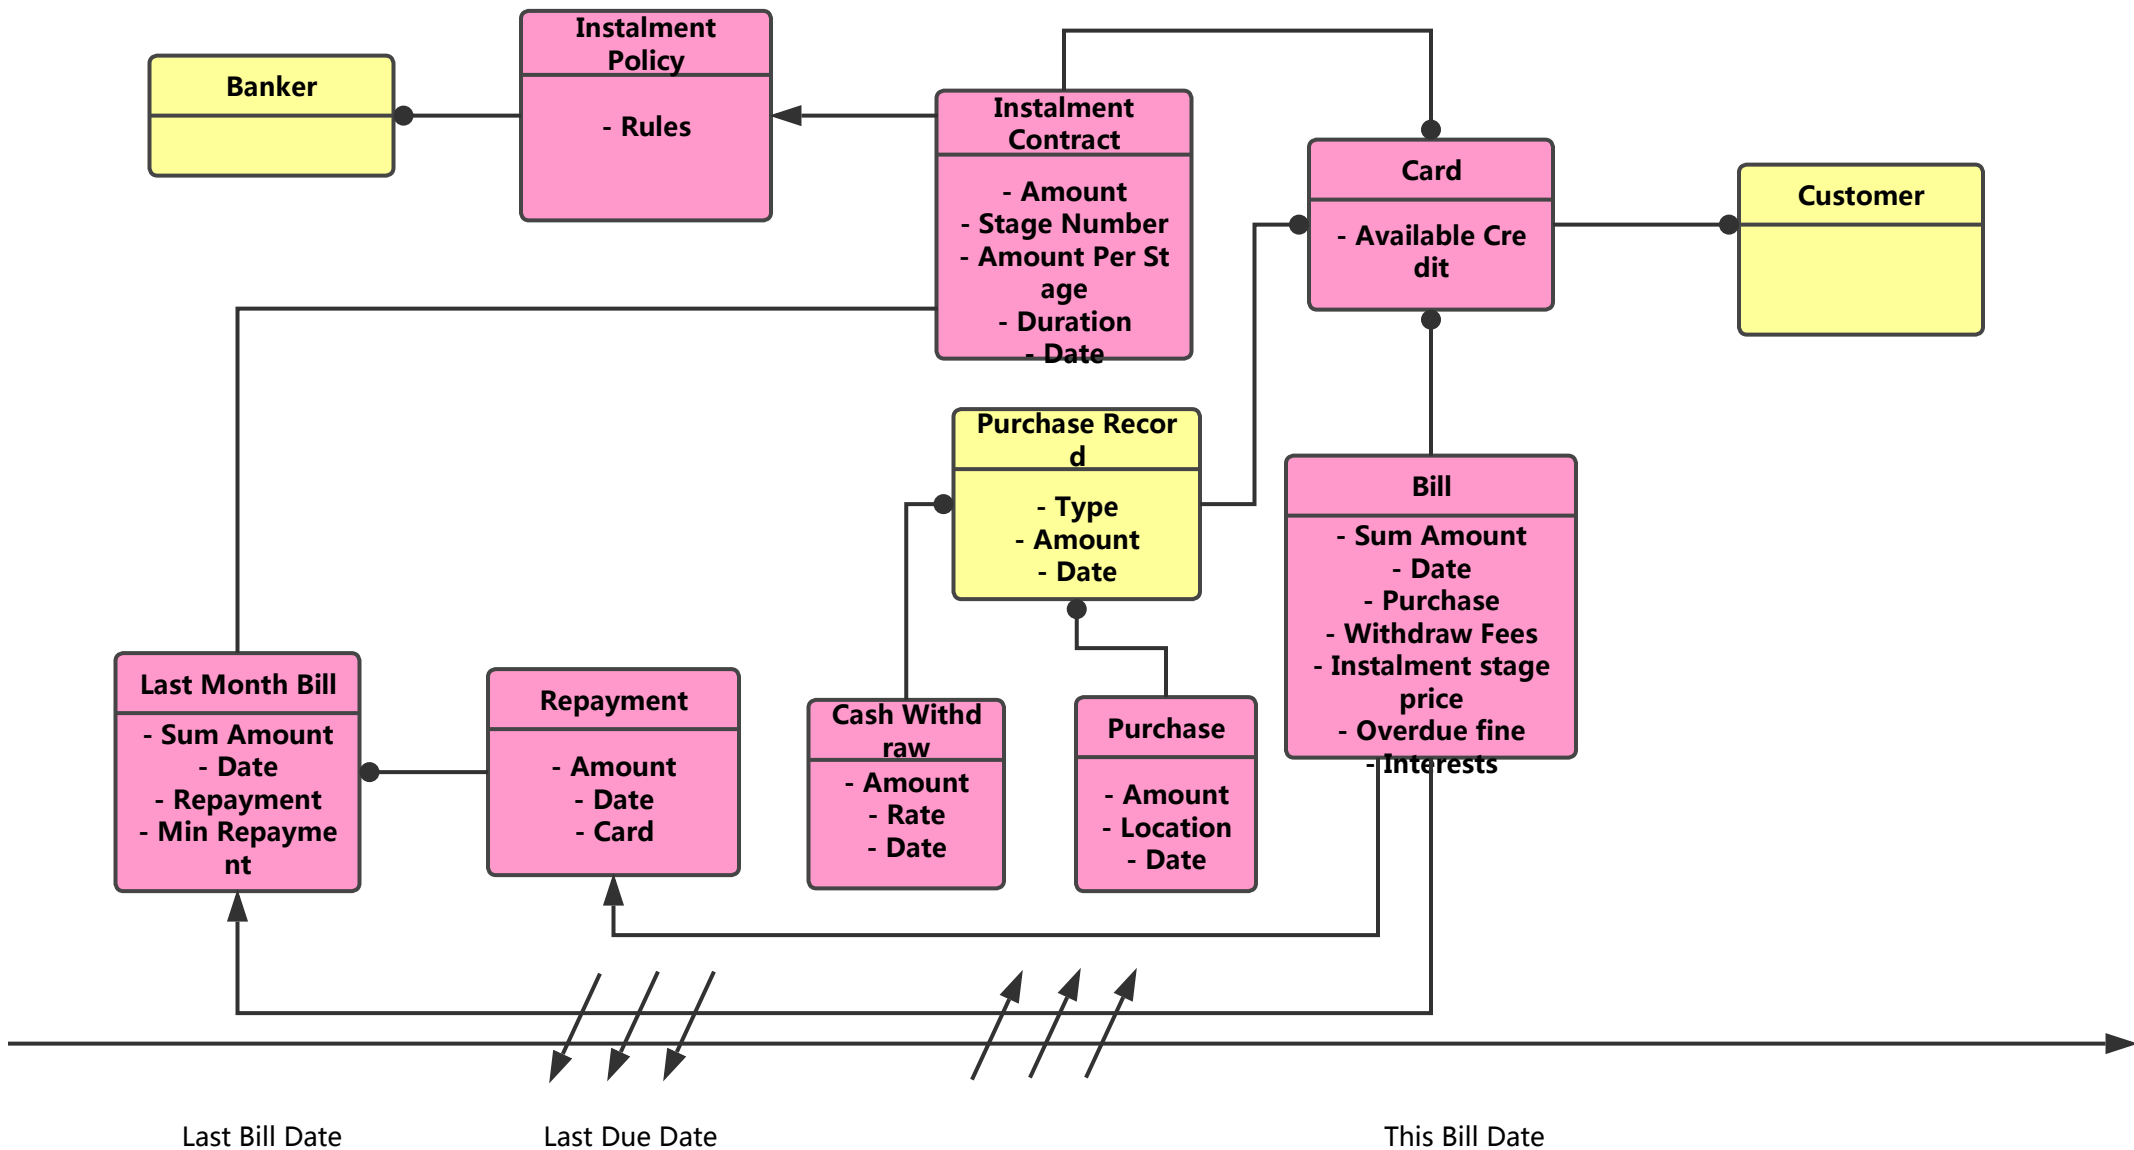 Banker
Instalment
Policy
- Rules
Instalment
Contract
- Amount
- Stage Number
- Amount Per St
age
- Duration
- Date
Card
- Available Cre
dit
Customer
Purchase Recor
d
- Type
- Amount
- Date
Bill
- Sum Amount
- Date
- Purchase
- Withdraw Fees
- Instalment stage
price
- Overdue fine
- Interests
Last Month Bill
- Sum Amount
- Date
- Repayment
- Min Repayme
nt
Repayment
- Amount
- Date
- Card
Cash Withd
raw
- Amount
- Rate
- Date
Purchase
- Amount
- Location
- Date
Last Bill Date
Last Due Date
This Bill Date